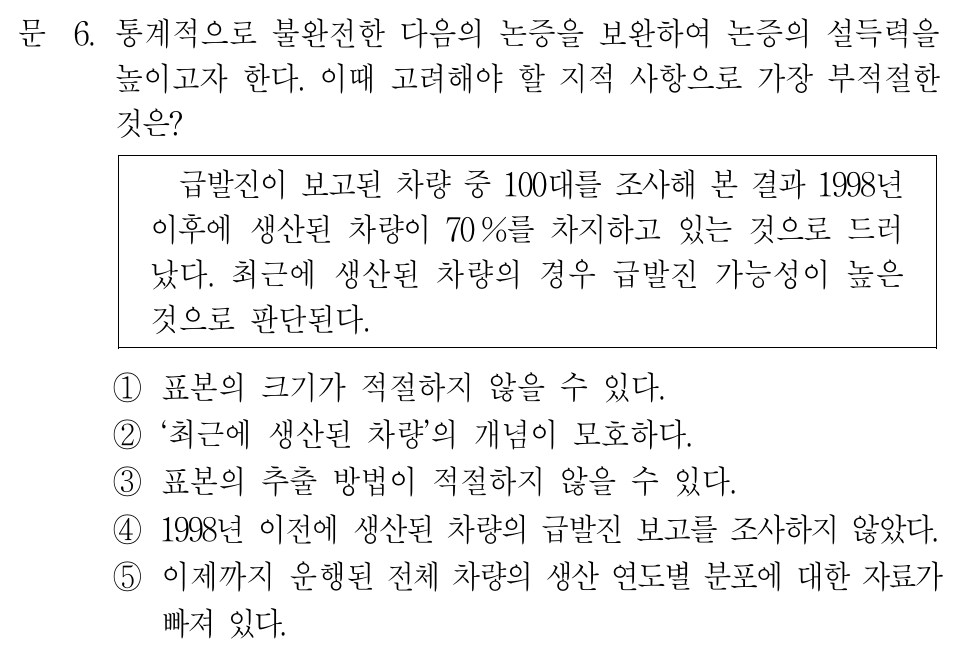 문 6. 통계적으로 불완전한 다음의 논증을 보완하여 논증의 설득력을
높이고자 한다. 이때 고려해야 할 지적 사항으로 가장 부적절한
것은?
급발진이 보고된 차량 중 100대를 조사해 본 결과 1998년
이후에 생산된 차량이 70%를 차지하고 있는 것으로 드러
났다. 최근에 생산된 차량의 경우 급발진 가능성이 높은
것으로 판단된다.
① 표본의 크기가 적절하지 않을 수 있다.
② ‘최근에 생산된 차량’의 개념이 모호하다.
③ 표본의 추출 방법이 적절하지 않을 수 있다.
④ 1998년 이전에 생산된 차량의 급발진 보고를 조사하지 않았다.
⑤ 이제까지 운행된 전체 차량의 생산 연도별 분포에 대한 자료가
빠져 있다.